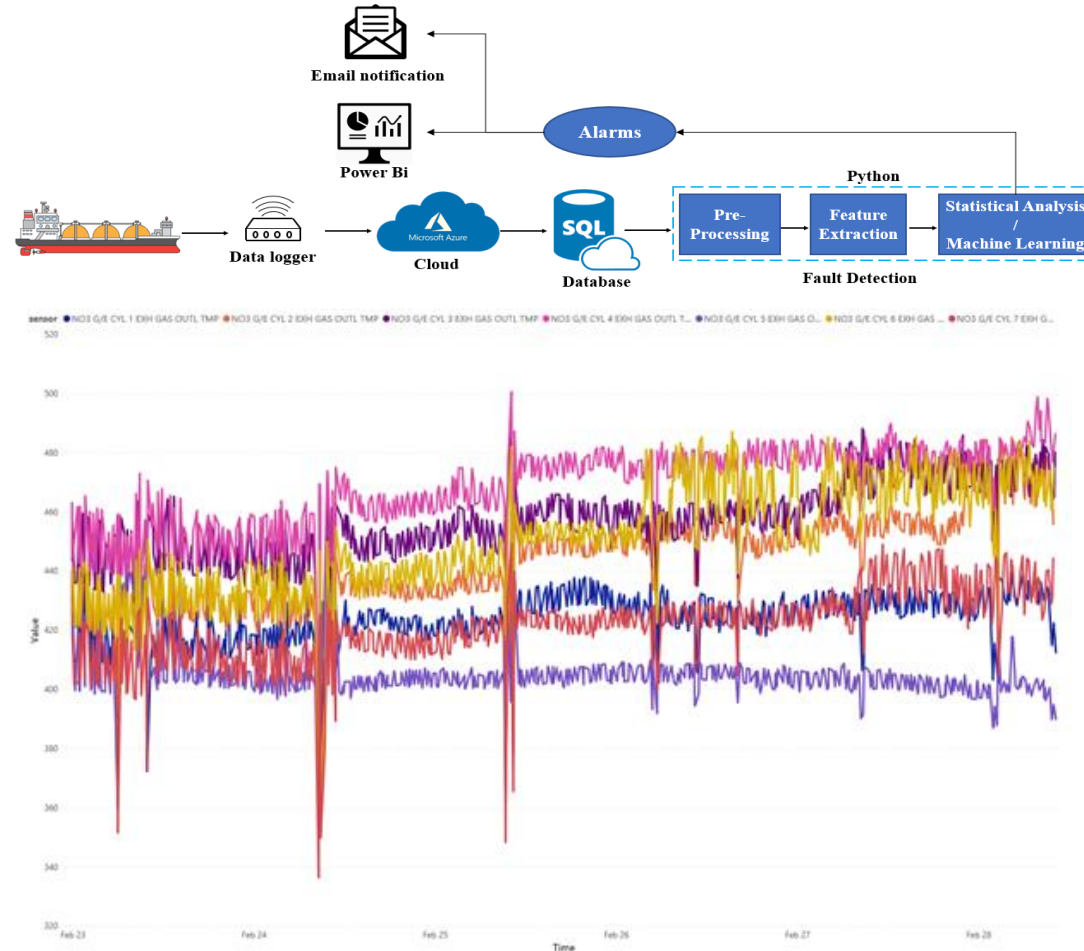 Email notification
Alarms
Power Bi
Python
Pre-
Processing
Feature
Extraction
Statistical Analysis
/
Machine Learning
Microsoft Azure
SQL
Data logger
Cloud
Database
Fault Detection
sensor NO3 G/E CYL 1 EXH GAS OUTL TMP NO3 G/E CYL 2 EXH GAS OUTL TMP NO3 G/E CYL 3 EXH GAS OUTL TMP NO3 G/E CYL 4 EXH GAS OUTL T... NO3 G/E CYL 5 EXH GAS O... NO3 G/E CYL 6 EXH GAS ... NO3 G/E CYL 7 EXH G...
520
500
480
460
440
420
400
380
360
340
320
Value
Feb 23 Feb 24 Feb 25 Feb 26 Feb 27 Feb 28
Time